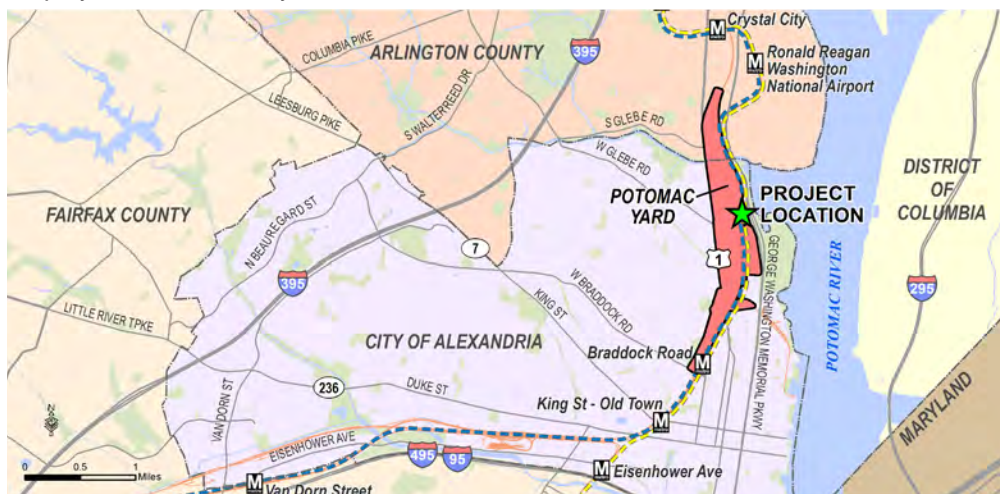 Crystal City
COLUMBIA PIKE
ARLINGTON COUNTY
395
Ronald Reagan
Washington
National Airport
LEESBURG PIKE
S WALTER REED DR
S GLEBE RD
W GLEBE RD
DISTRICT
OF
COLUMBIA
POTOMAC
YARD
PROJECT
LOCATION
FAIRFAX COUNTY
N BEAUREGARD ST
7
1
GEORGE WASHINGTON MEMORIAL PKWY
POTOMAC RIVER
395
295
W BRADDOCK RD
KING ST
LITTLE RIVER TPKE
CITY OF ALEXANDRIA
Braddock Road
VAN DORN ST
236
DUKE ST
King St - Old Town
MARYLAND
EISENHOWER AVE
495
95
0 0.5 1
Miles
Eisenhower Ave
Van Dorn Street